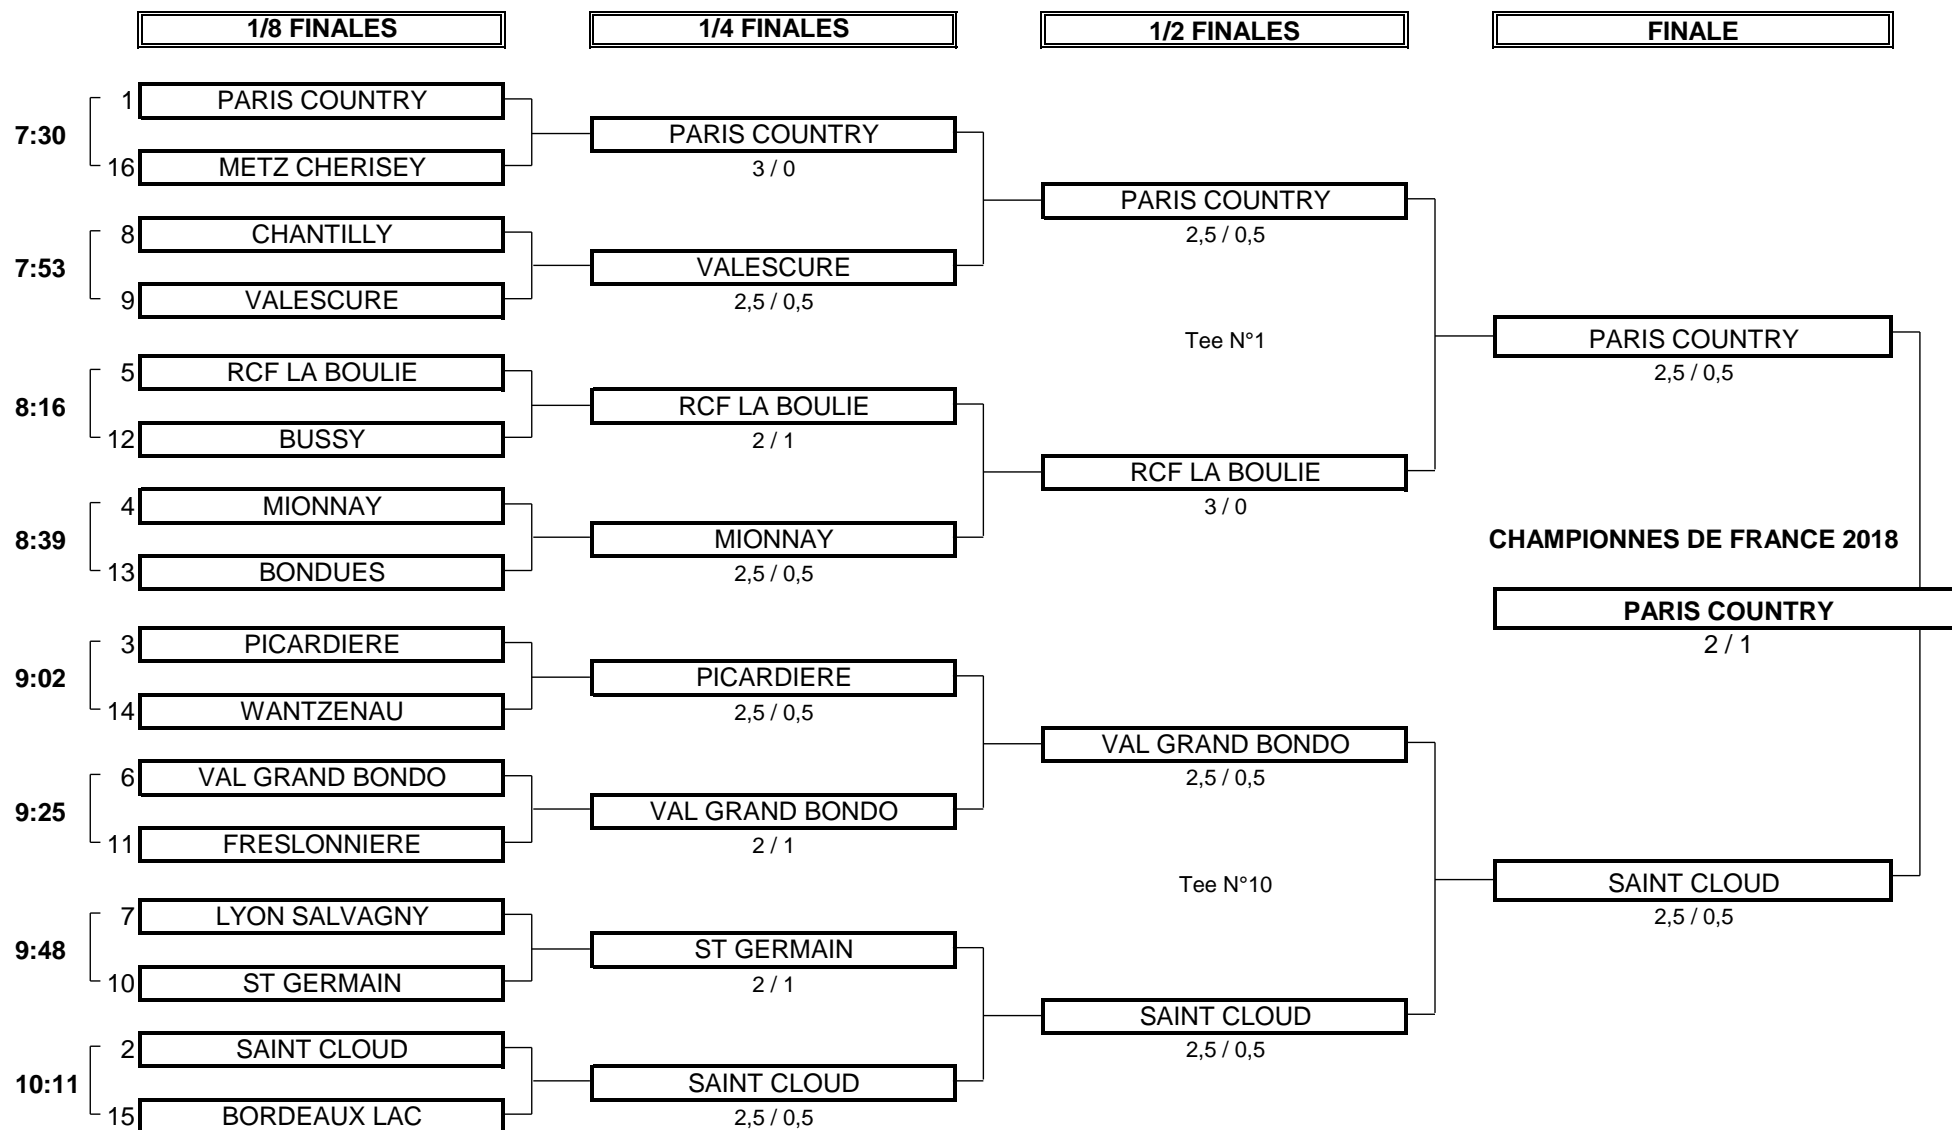 1/8 FINALES
1/4 FINALES
1/2 FINALES
FINALE
1 PARIS COUNTRY
7:30
16 METZ CHERISEY
8 CHANTILLY
7:53
9 VALESCURE
5 RCF LA BOULIE
8:16
12 BUSSY
4 MIONNAY
8:39
13 BONDUES
3 PICARDIERE
9:02
14 WANTZENAU
6 VAL GRAND BONDO
9:25
11 FRESLONNIERE
7 LYON SALVAGNY
9:48
10 ST GERMAIN
2 SAINT CLOUD
10:11
15 BORDEAUX LAC
PARIS COUNTRY
3 / 0
VALESCURE
2,5 / 0,5
RCF LA BOULIE
2 / 1
MIONNAY
2,5 / 0,5
PICARDIERE
2,5 / 0,5
VAL GRAND BONDO
2 / 1
ST GERMAIN
2 / 1
SAINT CLOUD
2,5 / 0,5
PARIS COUNTRY
2,5 / 0,5
Tee N°1
RCF LA BOULIE
3 / 0
VAL GRAND BONDO
2,5 / 0,5
Tee N°10
SAINT CLOUD
2,5 / 0,5
PARIS COUNTRY
2,5 / 0,5
CHAMPIONNES DE FRANCE 2018
PARIS COUNTRY
2 / 1
SAINT CLOUD
2,5 / 0,5